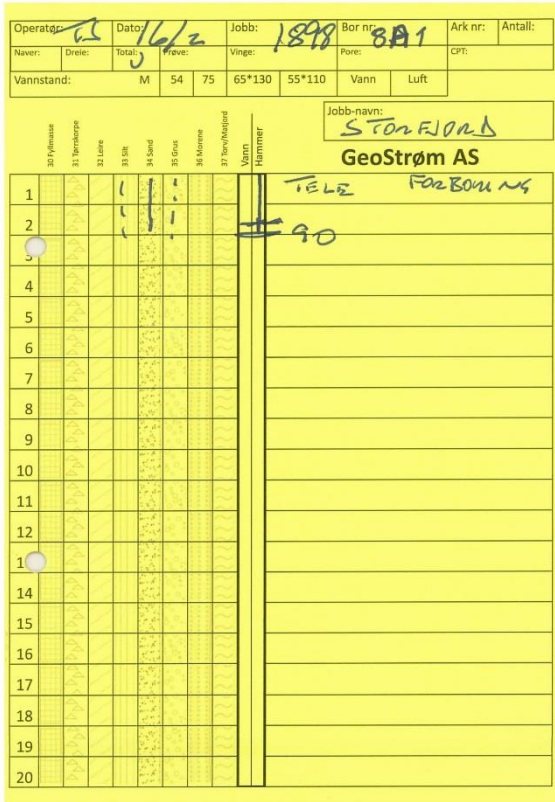 Operatør: TS Dato: 16/2 Jobb: 1898 Bor nr: 8A1 Ark nr: Antall:
Naver: Dreie: Total: Prøve: Vinge: Pore: CPT:
Vannstand: M 54 75 65*130 55*110 Vann Luft
Jobb-navn:
STORFJORD
30 Fyllmasse 31 Tørrskorpe 32 Leire 33 Silt 34 Sand 35 Grus 36 Morene 37 Torv/Matjord Vann Hammer
GeoStrøm AS
1 TELE FORBORING
2 90
3
4
5
6
7
8
9
10
11
12
1
14
15
16
17
18
19
20